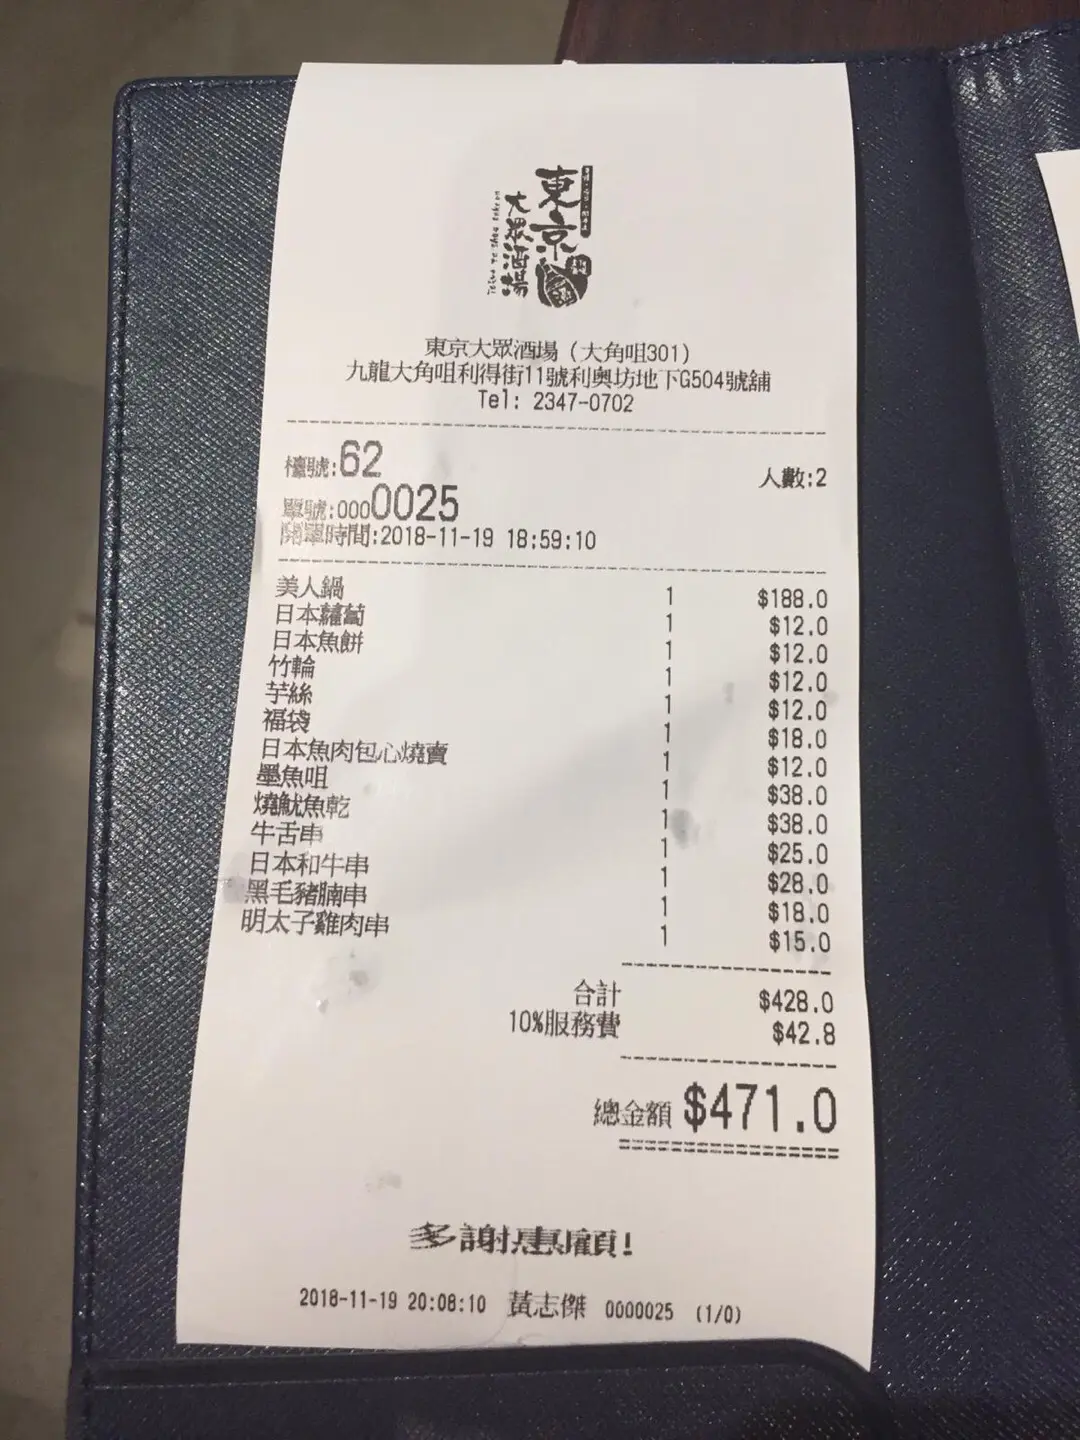 東京
大眾酒場
東京大眾酒場（大角咀301）
九龍大角咀利得街11號利奧坊地下G504號舖
Tel: 2347-0702
檯號:62 人數:2
單號:0000025
開單時間:2018-11-19 18:59:10
美人鍋 1 $188.0
日本蘿蔔 1 $12.0
日本魚餅 1 $12.0
竹輪 1 $12.0
芋絲 1 $12.0
福袋 1 $18.0
日本魚肉包心燒賣 1 $12.0
墨魚咀 1 $38.0
燒魷魚乾 1 $38.0
牛舌串 1 $25.0
日本和牛串 1 $28.0
黑毛豬腩串 1 $18.0
明太子雞肉串 1 $15.0
合計 $428.0
10%服務費 $42.8
總金額 $471.0
多謝惠顧!
2018-11-19 20:08:10 黃志傑 0000025 (1/0)